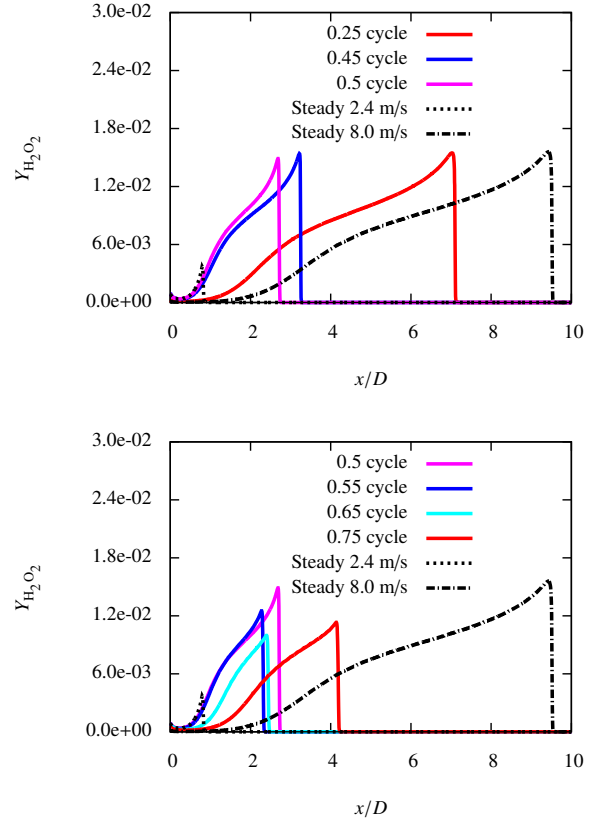 3.0e-02
2.4e-02
1.8e-02
1.2e-02
6.0e-03
0.0e+00
Y_{H_2O_2}
0.25 cycle
0.45 cycle
0.5 cycle
Steady 2.4 m/s
Steady 8.0 m/s
0 2 4 6 8 10
x/D
3.0e-02
2.4e-02
1.8e-02
1.2e-02
6.0e-03
0.0e+00
Y_{H_2O_2}
0.5 cycle
0.55 cycle
0.65 cycle
0.75 cycle
Steady 2.4 m/s
Steady 8.0 m/s
0 2 4 6 8 10
x/D